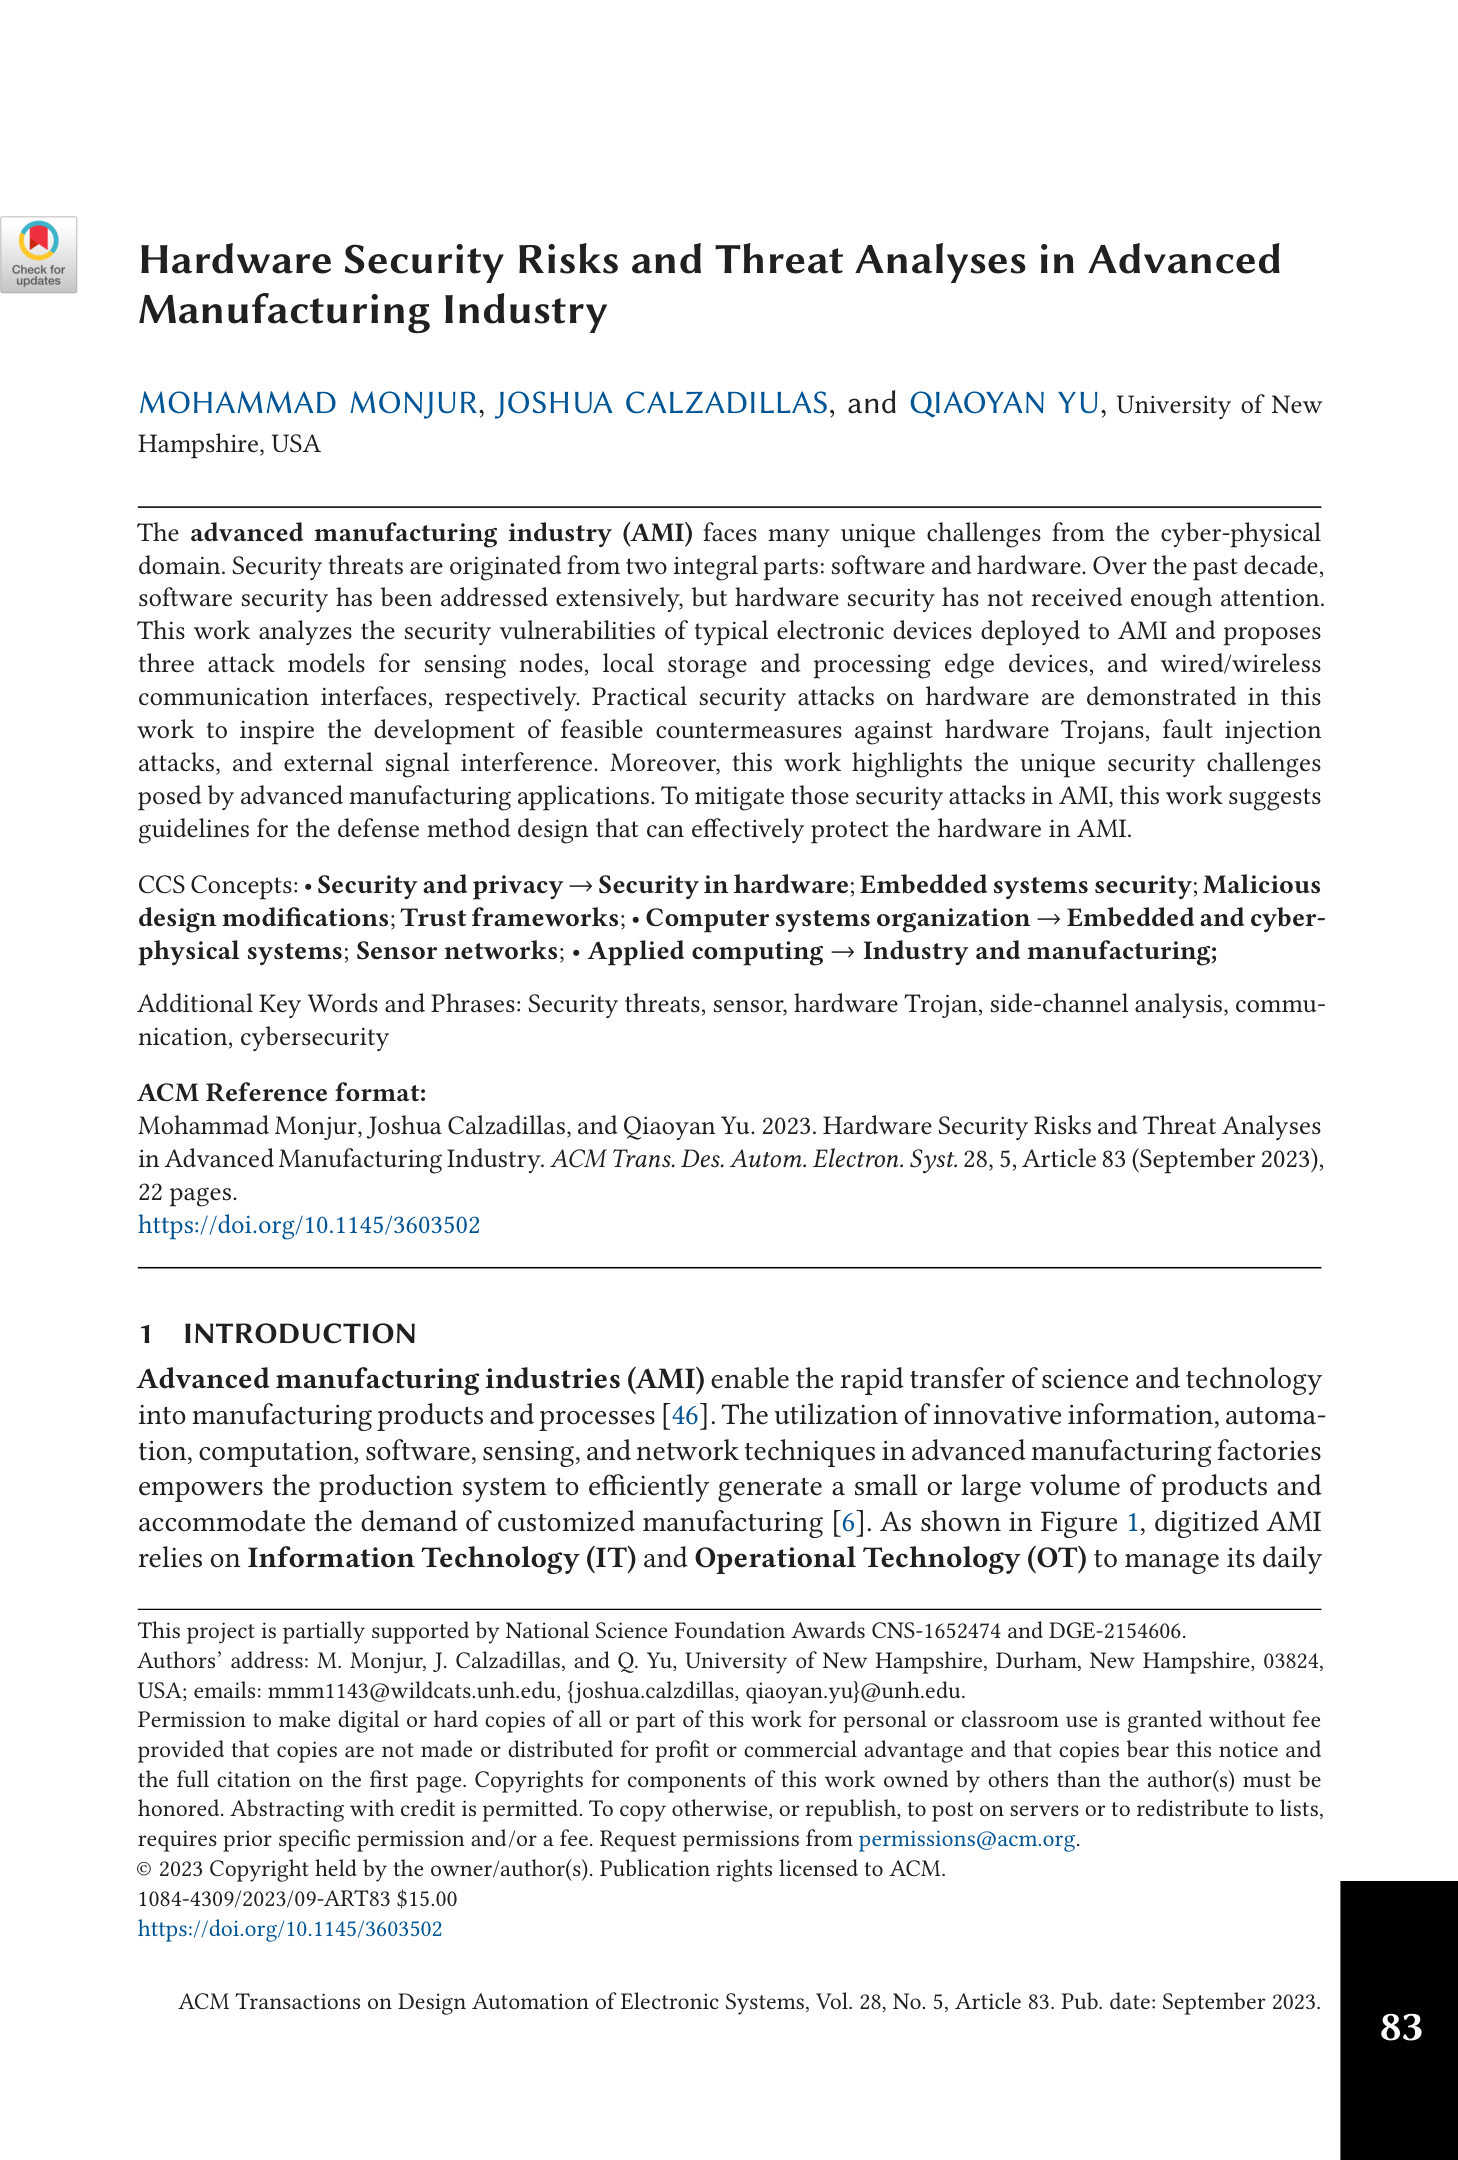 Check for
updates
Hardware Security Risks and Threat Analyses in Advanced
Manufacturing Industry
MOHAMMAD MONJUR, JOSHUA CALZADILLAS, and QIAOYAN YU, University of New
Hampshire, USA
The advanced manufacturing industry (AMI) faces many unique challenges from the cyber-physical
domain. Security threats are originated from two integral parts: software and hardware. Over the past decade,
software security has been addressed extensively, but hardware security has not received enough attention.
This work analyzes the security vulnerabilities of typical electronic devices deployed to AMI and proposes
three attack models for sensing nodes, local storage and processing edge devices, and wired/wireless
communication interfaces, respectively. Practical security attacks on hardware are demonstrated in this
work to inspire the development of feasible countermeasures against hardware Trojans, fault injection
attacks, and external signal interference. Moreover, this work highlights the unique security challenges
posed by advanced manufacturing applications. To mitigate those security attacks in AMI, this work suggests
guidelines for the defense method design that can effectively protect the hardware in AMI.
CCS Concepts: • Security and privacy → Security in hardware; Embedded systems security; Malicious
design modifications; Trust frameworks; • Computer systems organization → Embedded and cyber-
physical systems; Sensor networks; • Applied computing → Industry and manufacturing;
Additional Key Words and Phrases: Security threats, sensor, hardware Trojan, side-channel analysis, commu-
nication, cybersecurity
ACM Reference format:
Mohammad Monjur, Joshua Calzadillas, and Qiaoyan Yu. 2023. Hardware Security Risks and Threat Analyses
in Advanced Manufacturing Industry. ACM Trans. Des. Autom. Electron. Syst. 28, 5, Article 83 (September 2023),
22 pages.
https://doi.org/10.1145/3603502
1 INTRODUCTION
Advanced manufacturing industries (AMI) enable the rapid transfer of science and technology
into manufacturing products and processes [46]. The utilization of innovative information, automa-
tion, computation, software, sensing, and network techniques in advanced manufacturing factories
empowers the production system to efficiently generate a small or large volume of products and
accommodate the demand of customized manufacturing [6]. As shown in Figure 1, digitized AMI
relies on Information Technology (IT) and Operational Technology (OT) to manage its daily
This project is partially supported by National Science Foundation Awards CNS-1652474 and DGE-2154606.
Authors' address: M. Monjur, J. Calzadillas, and Q. Yu, University of New Hampshire, Durham, New Hampshire, 03824,
USA; emails: mmm1143@wildcats.unh.edu, {joshua.calzdillas, qiaoyan.yu}@unh.edu.
Permission to make digital or hard copies of all or part of this work for personal or classroom use is granted without fee
provided that copies are not made or distributed for profit or commercial advantage and that copies bear this notice and
the full citation on the first page. Copyrights for components of this work owned by others than the author(s) must be
honored. Abstracting with credit is permitted. To copy otherwise, or republish, to post on servers or to redistribute to lists,
requires prior specific permission and/or a fee. Request permissions from permissions@acm.org.
© 2023 Copyright held by the owner/author(s). Publication rights licensed to ACM.
1084-4309/2023/09-ART83 $15.00
https://doi.org/10.1145/3603502
ACM Transactions on Design Automation of Electronic Systems, Vol. 28, No. 5, Article 83. Pub. date: September 2023.
83